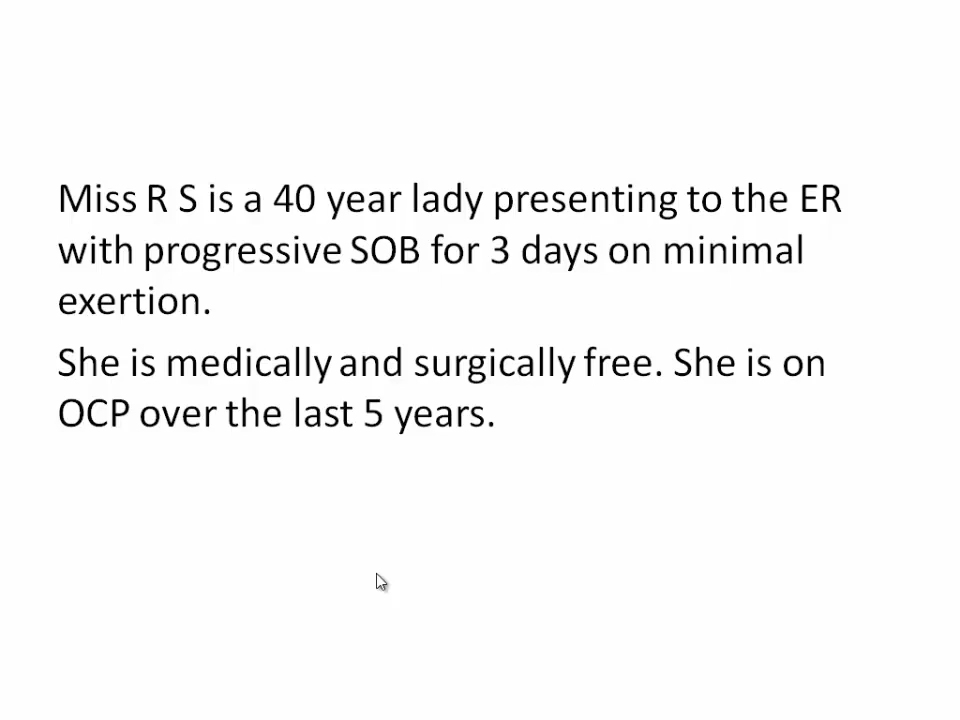 Miss R S is a 40 year lady presenting to the ER
with progressive SOB for 3 days on minimal
exertion.
She is medically and surgically free. She is on
OCP over the last 5 years.